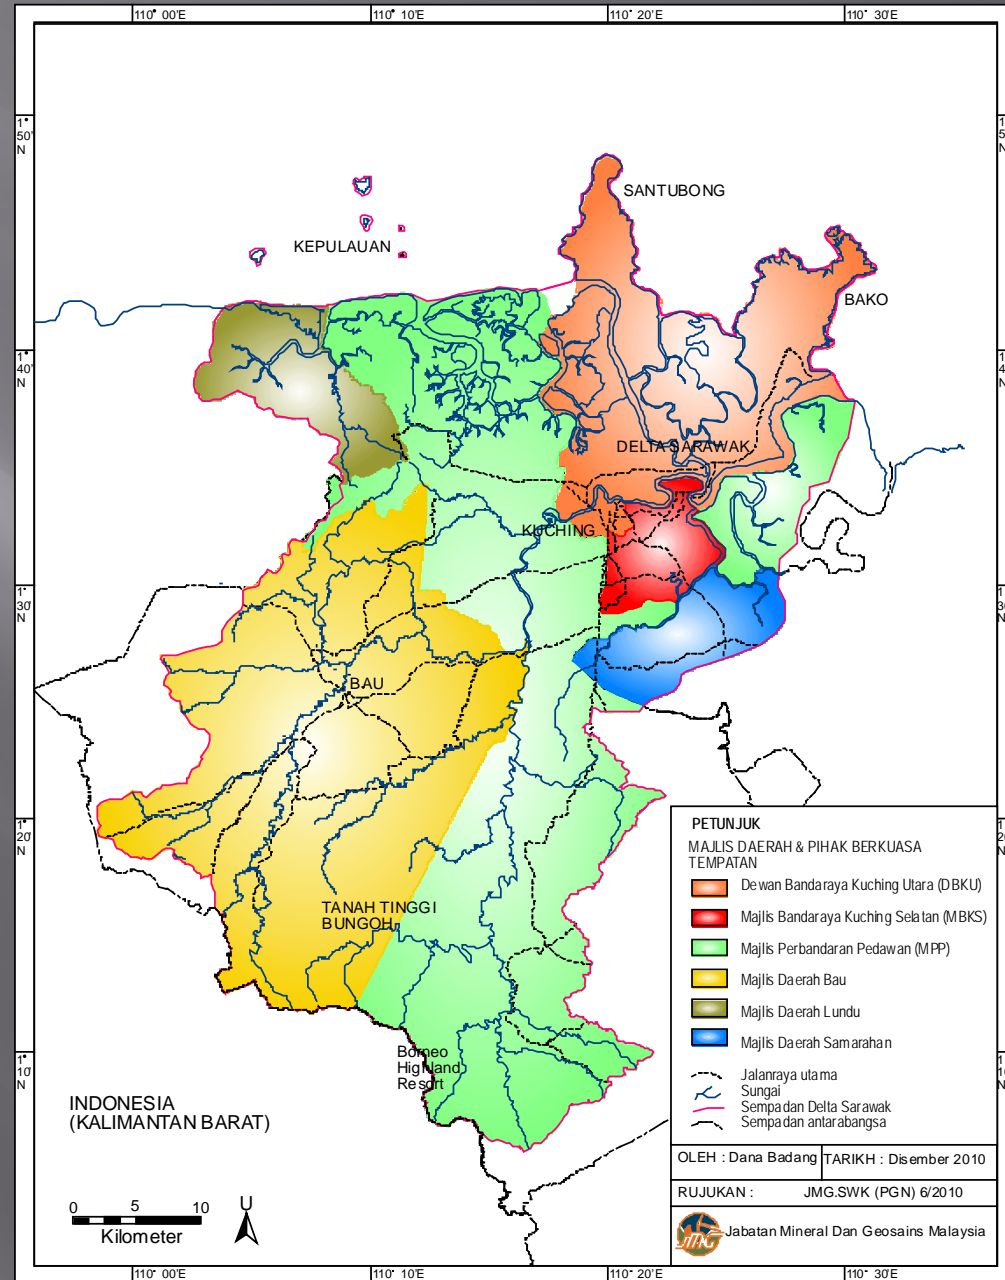 110° 00'E
110° 10'E
110° 20'E
110° 30'E
1°
50'
N
1°
40'
N
1°
30'
N
1°
20'
N
1°
10'
N
SANTUBONG
KEPULAUAN
BAKO
DELTA SARAWAK
KUCHING
BAU
TANAH TINGGI
BUNGOH
Borneo
Highland
Resort
INDONESIA
(KALIMANTAN BARAT)
0 5 10
Kilometer
U
PETUNJUK
MAJLIS DAERAH & PIHAK BERKUASA
TEMPATAN
Dewan Bandaraya Kuching Utara (DBKU)
Majlis Bandaraya Kuching Selatan (MBKS)
Majlis Perbandaran Pedawan (MPP)
Majlis Daerah Bau
Majlis Daerah Lundu
Majlis Daerah Samarahan
Jalanraya utama
Sungai
Sempadan Delta Sarawak
Sempadan antarabangsa
OLEH : Dana Badang TARIKH : Disember 2010
RUJUKAN : JMG.SWK (PGN) 6/2010
JMG Jabatan Mineral Dan Geosains Malaysia
110° 00'E
110° 10'E
110° 20'E
110° 30'E